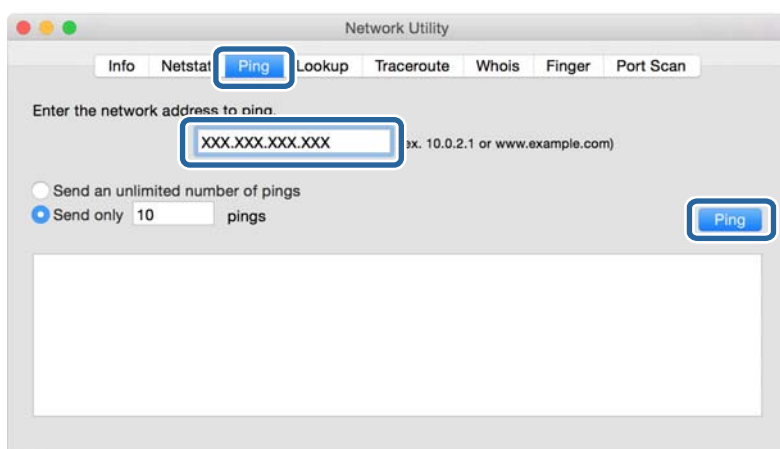 Network Utility
Info Netstat Ping Lookup Traceroute Whois Finger Port Scan
Enter the network address to ping.
XXX.XXX.XXX.XXX ex. 10.0.2.1 or www.example.com)
Send an unlimited number of pings
Send only 10 pings
Ping